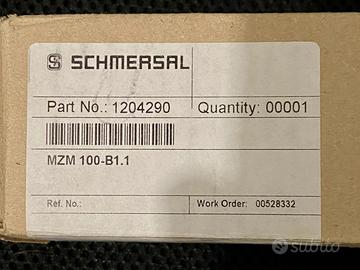 SCHMERSAL
Part No.: 1204290 Quantity: 00001
MZM 100-B1.1
Ref. No.: Work Order: 00528332
subito